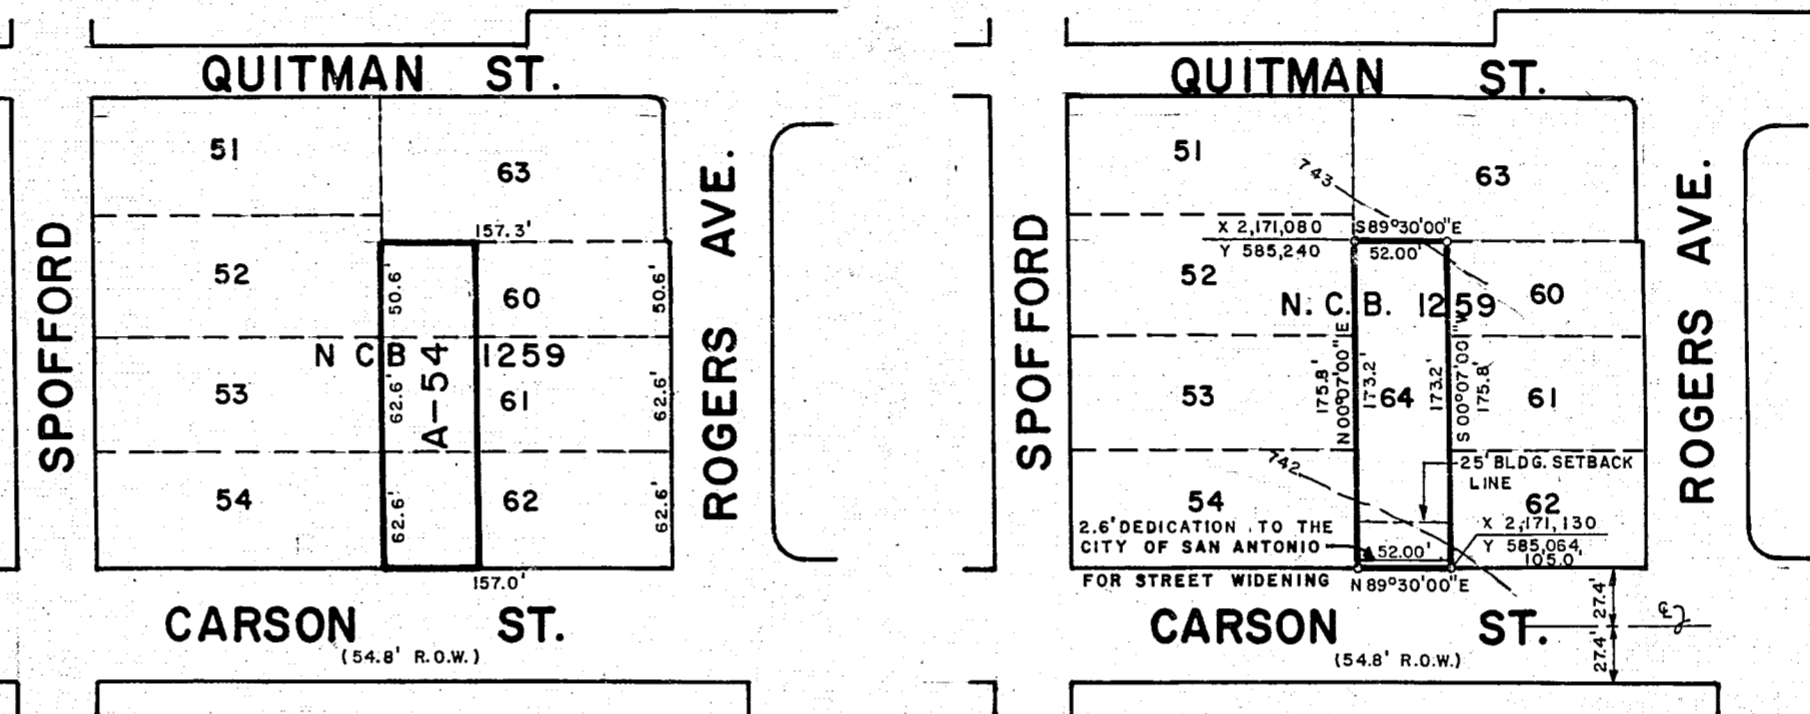 QUITMAN ST.
51
63
157.3'
52
50.6'
60
50.6'
N C B 1259
A-54
53
62.6'
61
62.6'
54
62.6'
62
62.6'
157.0'
SPOFFORD
ROGERS AVE.
CARSON ST.
(54.8' R.O.W.)
QUITMAN ST.
51
743
63
X 2,171,080
Y 585,240
S 89°30'00" E
52.00'
52
60
N. C. B. 1259
N 00°07'00" E
175.8'
173.2'
64
173.2'
S 00°07'00" W
175.8'
53
61
742
25' BLDG. SETBACK
LINE
54
62
2.6' DEDICATION TO THE
CITY OF SAN ANTONIO
FOR STREET WIDENING
52.00'
X 2,171,130
Y 585,064
105.0'
N 89°30'00" E
SPOFFORD
ROGERS AVE.
CARSON ST.
(54.8' R.O.W.)
27.4'
27.4'